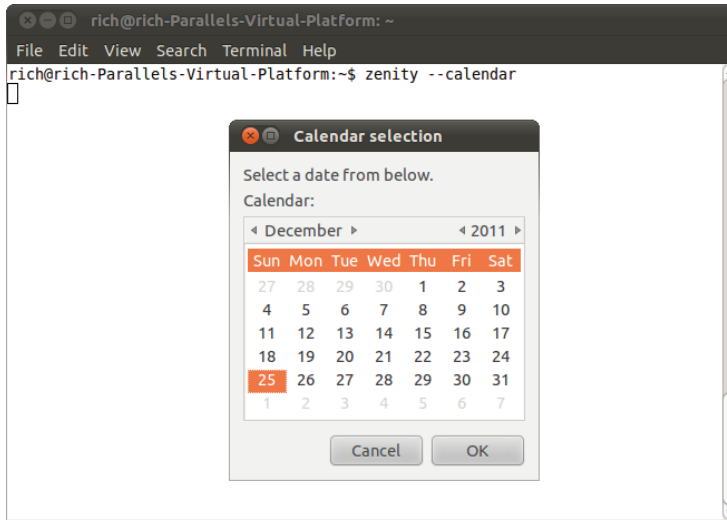 rich@rich-Parallels-Virtual-Platform: ~
File Edit View Search Terminal Help
rich@rich-Parallels-Virtual-Platform:~$ zenity --calendar
Calendar selection
Select a date from below.
Calendar:
December 2011
Sun Mon Tue Wed Thu Fri Sat
27 28 29 30 1 2 3
4 5 6 7 8 9 10
11 12 13 14 15 16 17
18 19 20 21 22 23 24
25 26 27 28 29 30 31
1 2 3 4 5 6 7
Cancel OK